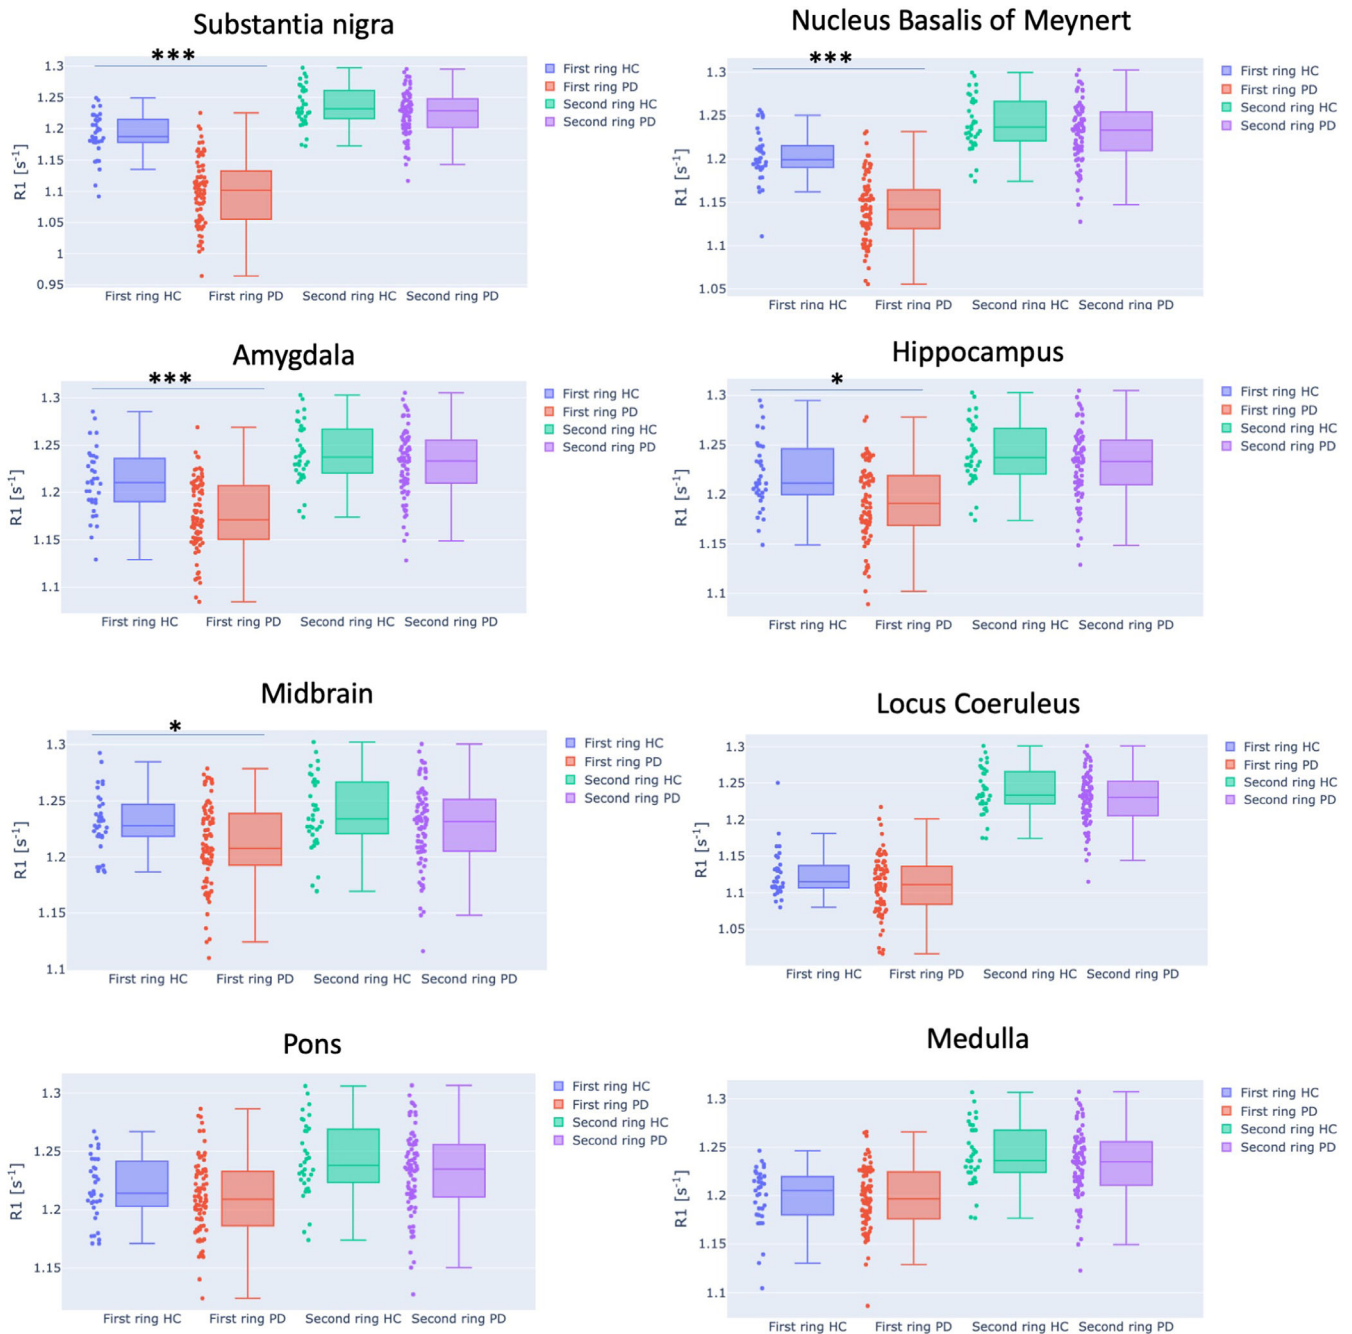 Substantia nigra
***
1.3
1.25
1.2
1.15
1.1
1.05
1
0.95
R1 [s⁻¹]
First ring HC
First ring PD
Second ring HC
Second ring PD
First ring HC
First ring PD
Second ring HC
Second ring PD
Nucleus Basalis of Meynert
***
1.3
1.25
1.2
1.15
1.1
1.05
R1 [s⁻¹]
First ring HC
First ring PD
Second ring HC
Second ring PD
First ring HC
First ring PD
Second ring HC
Second ring PD
Amygdala
***
1.3
1.25
1.2
1.15
1.1
R1 [s⁻¹]
First ring HC
First ring PD
Second ring HC
Second ring PD
First ring HC
First ring PD
Second ring HC
Second ring PD
Hippocampus
*
1.3
1.25
1.2
1.15
1.1
R1 [s⁻¹]
First ring HC
First ring PD
Second ring HC
Second ring PD
First ring HC
First ring PD
Second ring HC
Second ring PD
Midbrain
*
1.3
1.25
1.2
1.15
1.1
R1 [s⁻¹]
First ring HC
First ring PD
Second ring HC
Second ring PD
First ring HC
First ring PD
Second ring HC
Second ring PD
Locus Coeruleus
1.3
1.25
1.2
1.15
1.1
1.05
R1 [s⁻¹]
First ring HC
First ring PD
Second ring HC
Second ring PD
First ring HC
First ring PD
Second ring HC
Second ring PD
Pons
1.3
1.25
1.2
1.15
R1 [s⁻¹]
First ring HC
First ring PD
Second ring HC
Second ring PD
First ring HC
First ring PD
Second ring HC
Second ring PD
Medulla
1.3
1.25
1.2
1.15
1.1
R1 [s⁻¹]
First ring HC
First ring PD
Second ring HC
Second ring PD
First ring HC
First ring PD
Second ring HC
Second ring PD